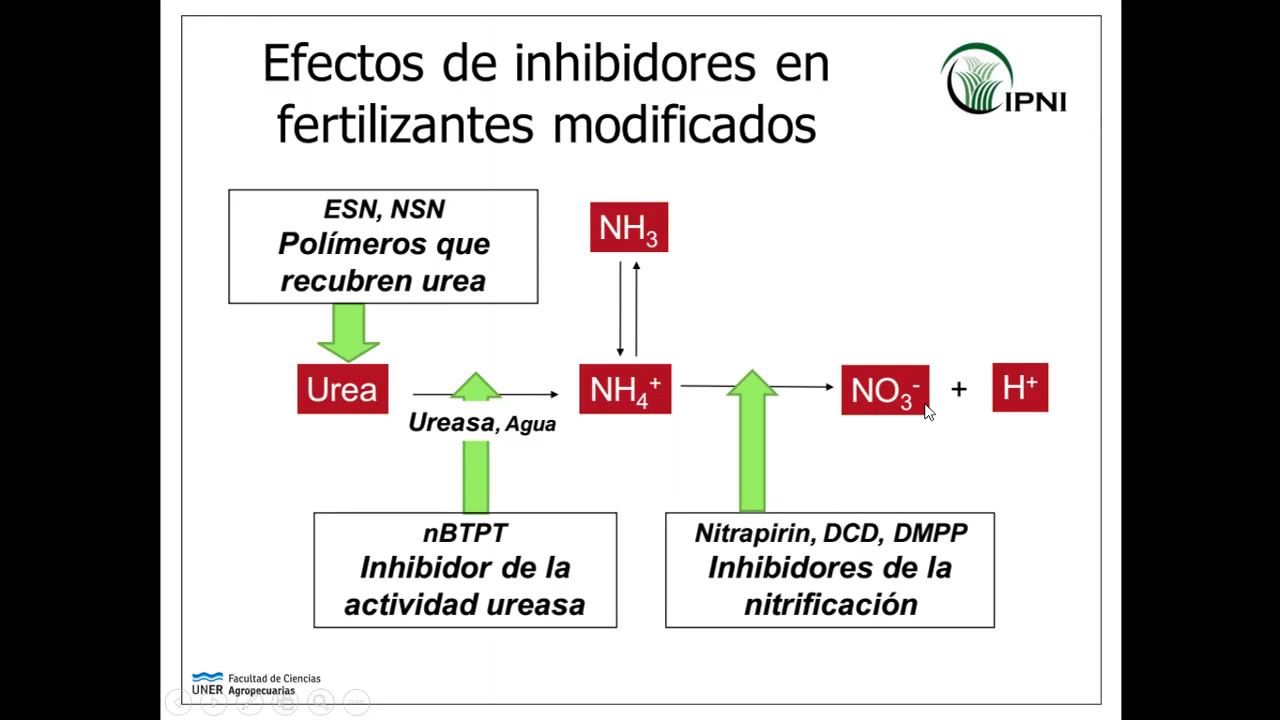 Efectos de inhibidores en
fertilizantes modificados
IPNI
ESN, NSN
Polímeros que
recubren urea
NH₃
Urea
Ureasa, Agua
NH₄⁺
NO₃⁻ + H⁺
nBTPT
Inhibidor de la
actividad ureasa
Nitrapirin, DCD, DMPP
Inhibidores de la
nitrificación
UNER
Facultad de Ciencias
Agropecuarias